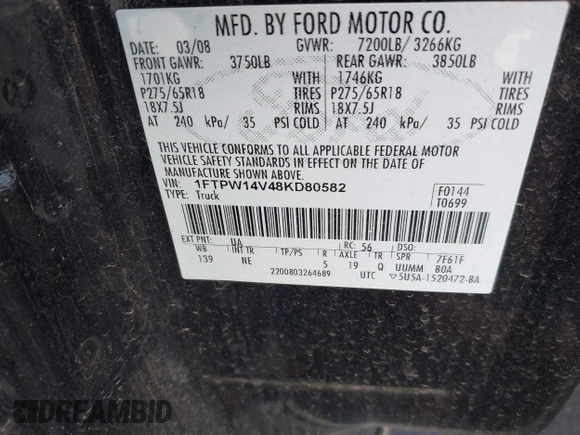 MFD. BY FORD MOTOR CO.
DATE: 03/08 GVWR: 7200LB/ 3266KG
FRONT GAWR: 3750LB REAR GAWR: 3850LB
1701KG 1746KG
P275/65R18 TIRES P275/65R18 TIRES
18X7.5J RIMS 18X7.5J RIMS
AT 240 kPa/ 35 PSI COLD AT 240 kPa/ 35 PSI COLD
THIS VEHICLE CONFORMS TO ALL APPLICABLE FEDERAL MOTOR
VEHICLE SAFETY STANDARDS IN EFFECT ON THE DATE OF
MANUFACTURE SHOWN ABOVE.
VIN: 1FTPW14V48KD80582 F0144
TYPE: Truck T0699
EXT PNT: UA RC: 56 DSO:
WB INT TR TP/PS R AXLE TR SPR 7F61F
139 NE 5 19 Q UUMM B0A
2200803264689 UTC 5U5A-1520472-BA
DREAMBID